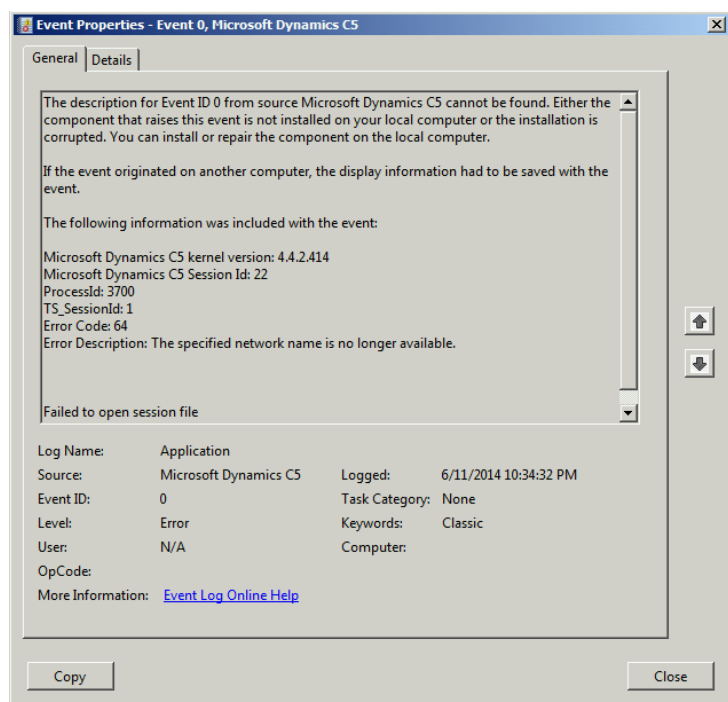 Event Properties - Event 0, Microsoft Dynamics C5
General
Details
The description for Event ID 0 from source Microsoft Dynamics C5 cannot be found. Either the
component that raises this event is not installed on your local computer or the installation is
corrupted. You can install or repair the component on the local computer.
If the event originated on another computer, the display information had to be saved with the
event.
The following information was included with the event:
Microsoft Dynamics C5 kernel version: 4.4.2.414
Microsoft Dynamics C5 Session Id: 22
ProcessId: 3700
TS_SessionId: 1
Error Code: 64
Error Description: The specified network name is no longer available.
Failed to open session file
Log Name: Application
Source: Microsoft Dynamics C5 Logged: 6/11/2014 10:34:32 PM
Event ID: 0 Task Category: None
Level: Error Keywords: Classic
User: N/A Computer:
OpCode:
More Information: Event Log Online Help
Copy Close